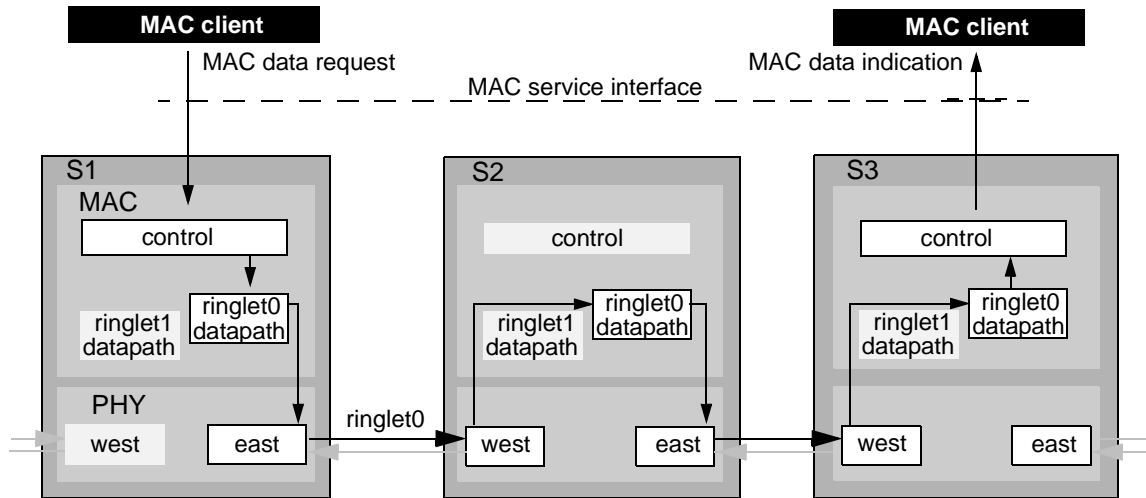 MAC client
MAC client
MAC data request
MAC data indication
MAC service interface
S1
MAC
control
ringlet0
datapath
ringlet1
datapath
PHY
west
east
ringlet0
S2
control
ringlet0
datapath
ringlet1
datapath
west
east
S3
control
ringlet0
datapath
ringlet1
datapath
west
east